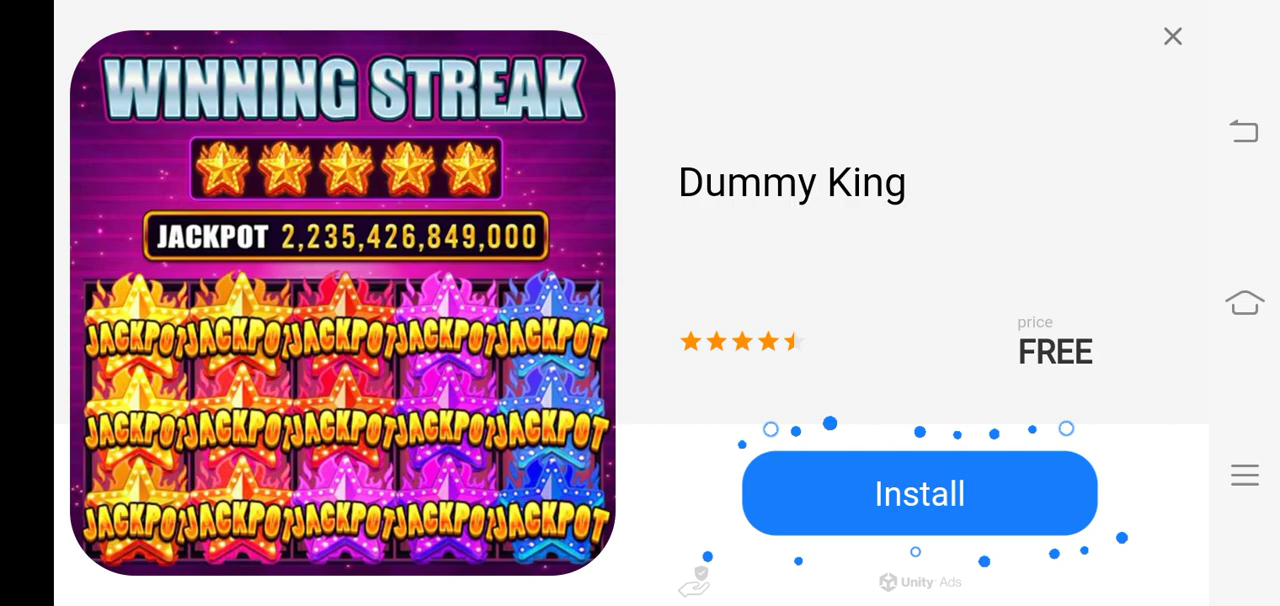 WINNING STREAK
JACKPOT 2,235,426,849,000
JACKPOT JACKPOT JACKPOT JACKPOT JACKPOT
JACKPOT JACKPOT JACKPOT JACKPOT JACKPOT
JACKPOT JACKPOT JACKPOT JACKPOT JACKPOT
Dummy King
price
FREE
Install
Unity Ads